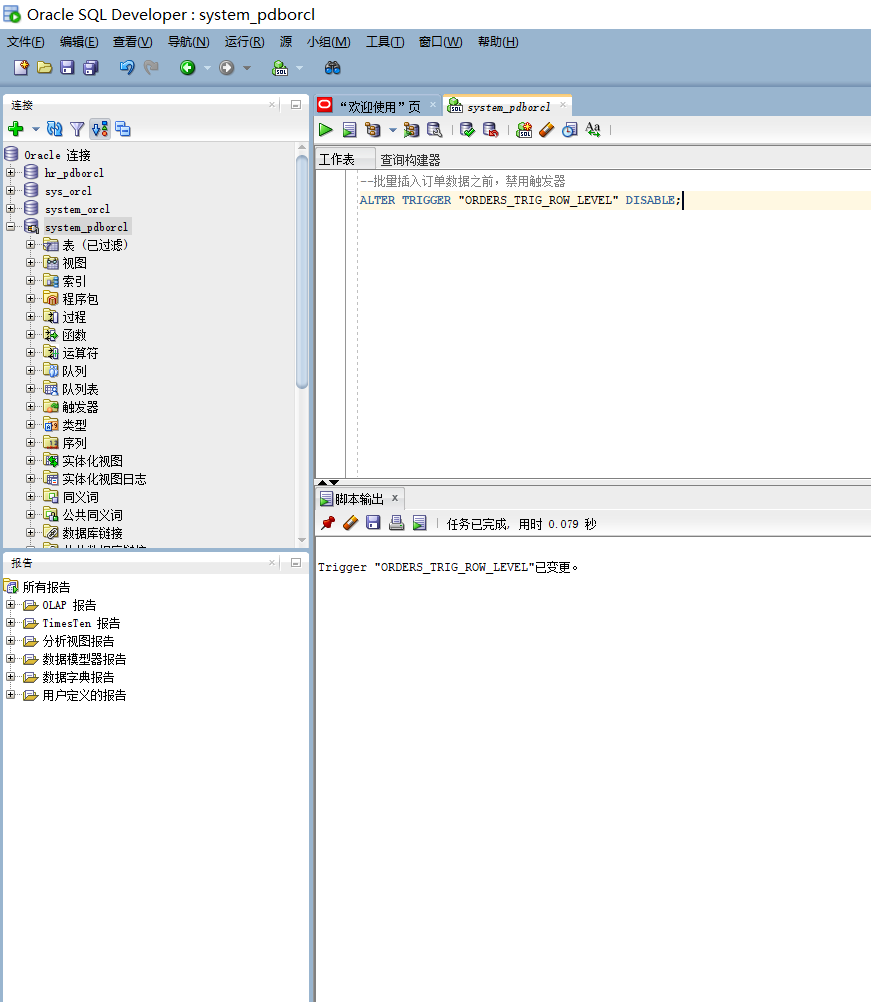 Oracle SQL Developer : system_pdborcl
文件(F) 编辑(E) 查看(V) 导航(N) 运行(R) 源 小组(M) 工具(T) 窗口(W) 帮助(H)
连接
Oracle 连接
hr_pdborcl
sys_orcl
system_orcl
system_pdborcl
表 (已过滤)
视图
索引
程序包
过程
函数
运算符
队列
队列表
触发器
类型
序列
实体化视图
实体化视图日志
同义词
公共同义词
数据库链接
报告
所有报告
OLAP 报告
TimesTen 报告
分析视图报告
数据模型器报告
数据字典报告
用户定义的报告
“欢迎使用”页 system_pdborcl
工作表 查询构建器
--批量插入订单数据之前，禁用触发器
ALTER TRIGGER "ORDERS_TRIG_ROW_LEVEL" DISABLE;
脚本输出
任务已完成, 用时 0.079 秒
Trigger "ORDERS_TRIG_ROW_LEVEL"已变更。